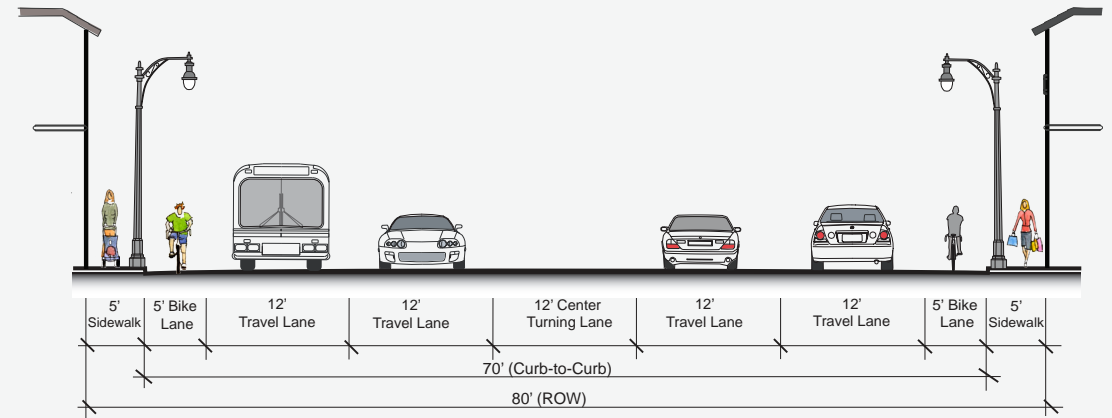 5’
Sidewalk
5’ Bike
Lane
12’
Travel Lane
12’
Travel Lane
12’ Center
Turning Lane
12’
Travel Lane
12’
Travel Lane
5’ Bike
Lane
5’
Sidewalk
70’ (Curb-to-Curb)
80’ (ROW)